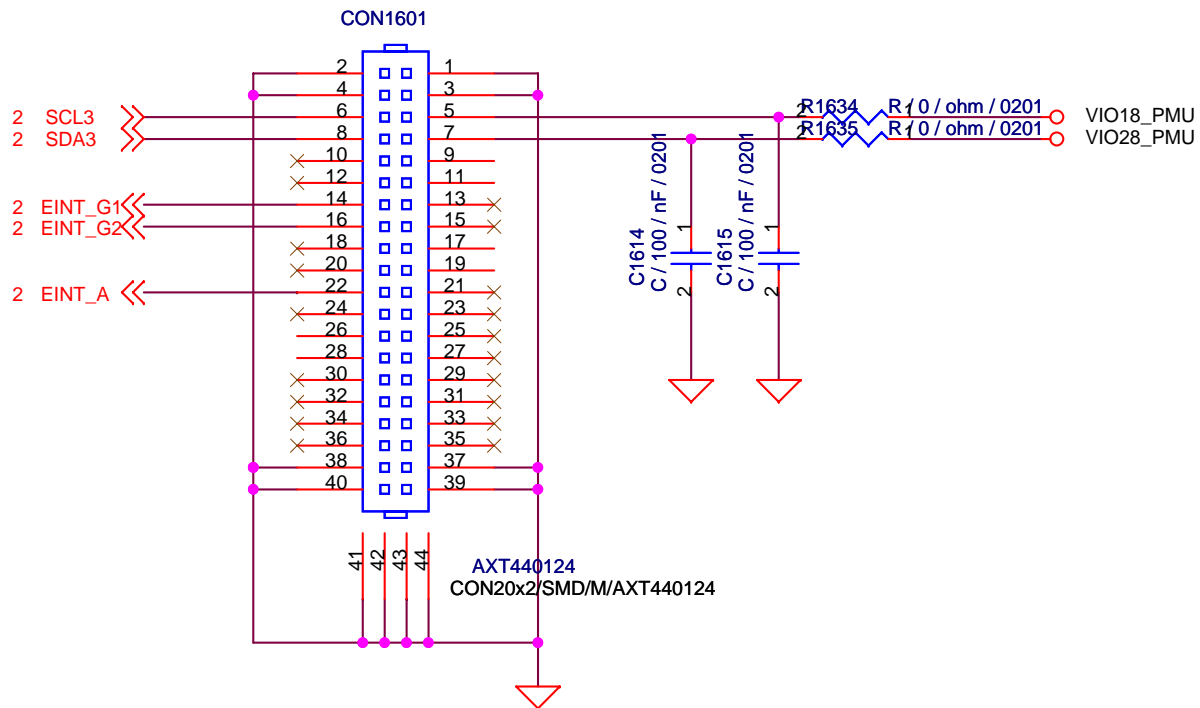 CON1601
2 1
4 3
2 SCL3 6 5 2 R1634 R / 0 / ohm / 0201 1 VIO18_PMU
2 SDA3 8 7 2 R1635 R / 0 / ohm / 0201 1 VIO28_PMU
10 9
12 11
2 EINT_G1 14 13
2 EINT_G2 16 15
18 17
20 19
2 EINT_A 22 21
24 23
26 25
28 27
30 29
32 31
34 33
36 35
38 37
40 39
C1614
C / 100 / nF / 0201
1
2
C1615
C / 100 / nF / 0201
1
2
41 42 43 44
AXT440124
CON20x2/SMD/M/AXT440124